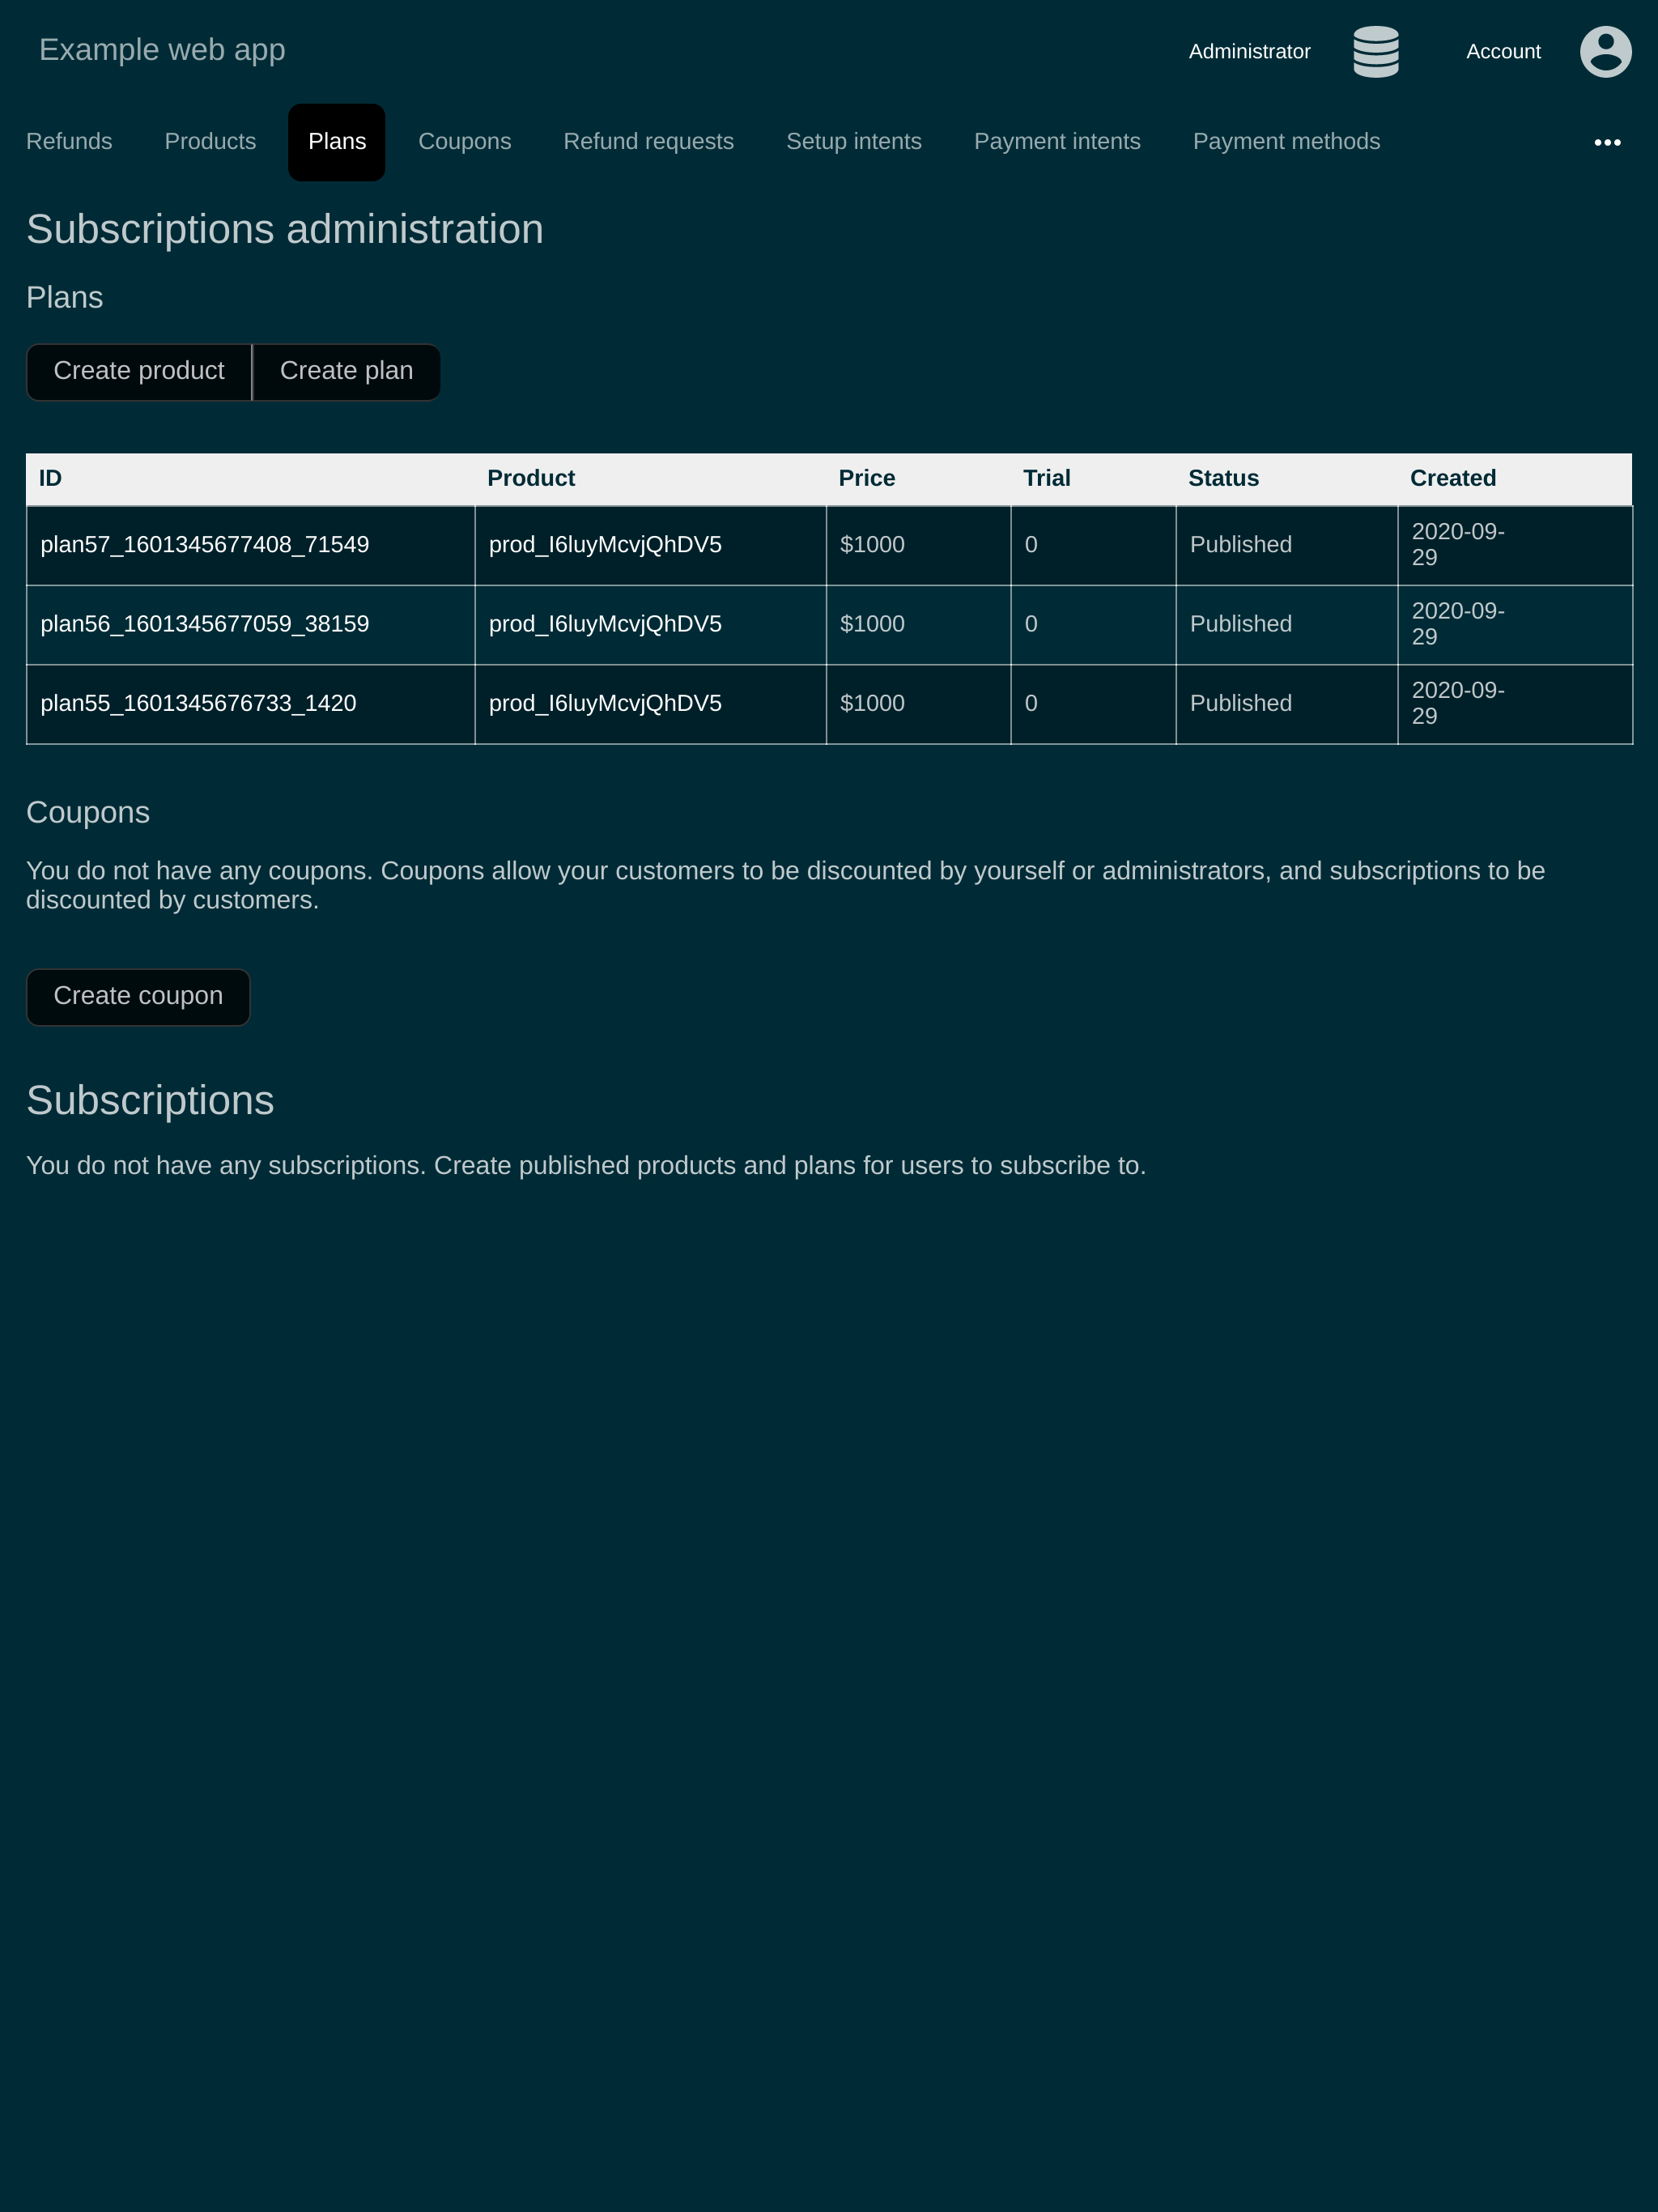 Example web app
Administrator
Account
Refunds Products Plans Coupons Refund requests Setup intents Payment intents Payment methods
Subscriptions administration
Plans
Create product Create plan
ID Product Price Trial Status Created
plan57_1601345677408_71549 prod_I6luyMcvjQhDV5 $1000 0 Published 2020-09-
29
plan56_1601345677059_38159 prod_I6luyMcvjQhDV5 $1000 0 Published 2020-09-
29
plan55_1601345676733_1420 prod_I6luyMcvjQhDV5 $1000 0 Published 2020-09-
29
Coupons
You do not have any coupons. Coupons allow your customers to be discounted by yourself or administrators, and subscriptions to be
discounted by customers.
Create coupon
Subscriptions
You do not have any subscriptions. Create published products and plans for users to subscribe to.